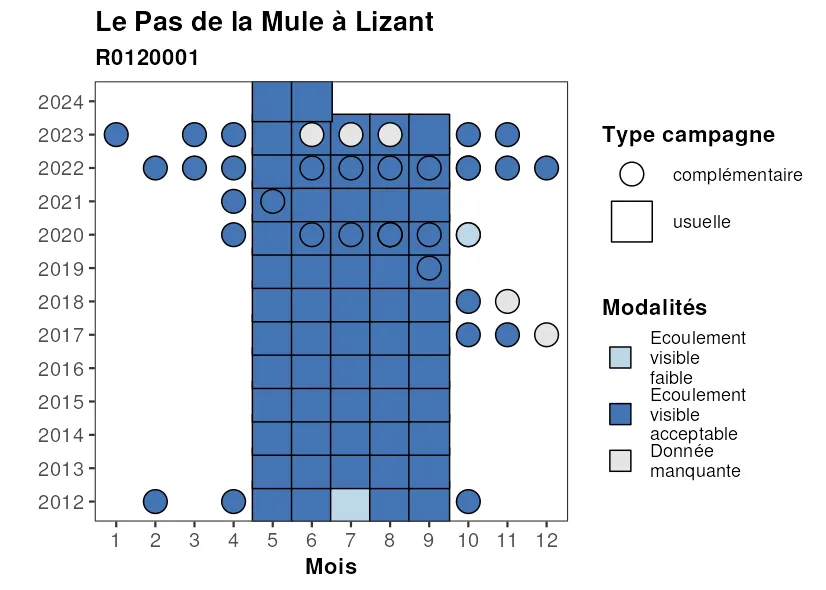 Le Pas de la Mule à Lizant
R0120001
2024
2023
2022
2021
2020
2019
2018
2017
2016
2015
2014
2013
2012
1 2 3 4 5 6 7 8 9 10 11 12
Mois
Type campagne
complémentaire
usuelle
Modalités
Ecoulement
visible
faible
Ecoulement
visible
acceptable
Donnée
manquante